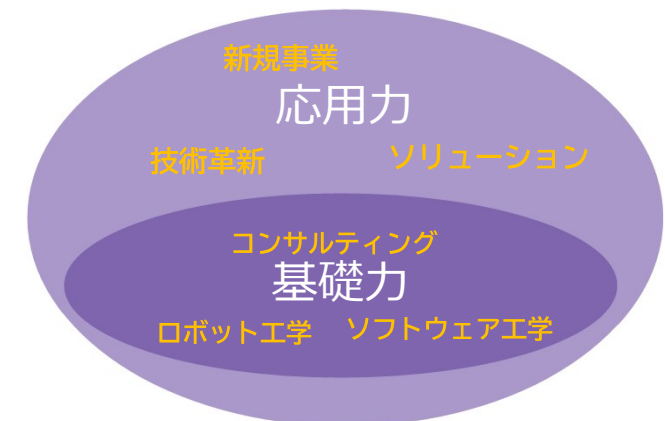 新規事業
応用力
技術革新
ソリューション
コンサルティング
基礎力
ロボット工学
ソフトウェア工学